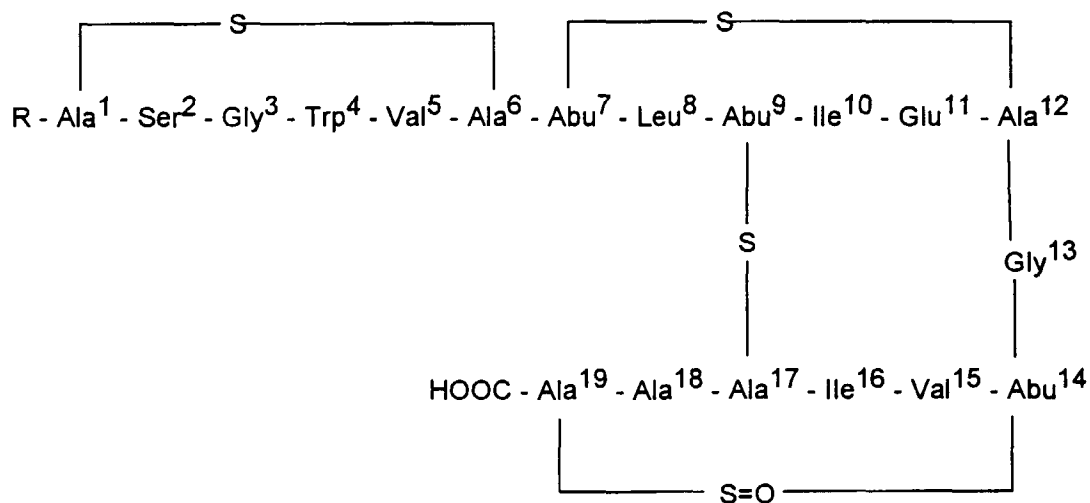 S S
R - Ala1 - Ser2 - Gly3 - Trp4 - Val5 - Ala6 - Abu7 - Leu8 - Abu9 - Ile10 - Glu11 - Ala12
S
Gly13
HOOC - Ala19 - Ala18 - Ala17 - Ile16 - Val15 - Abu14
S=O